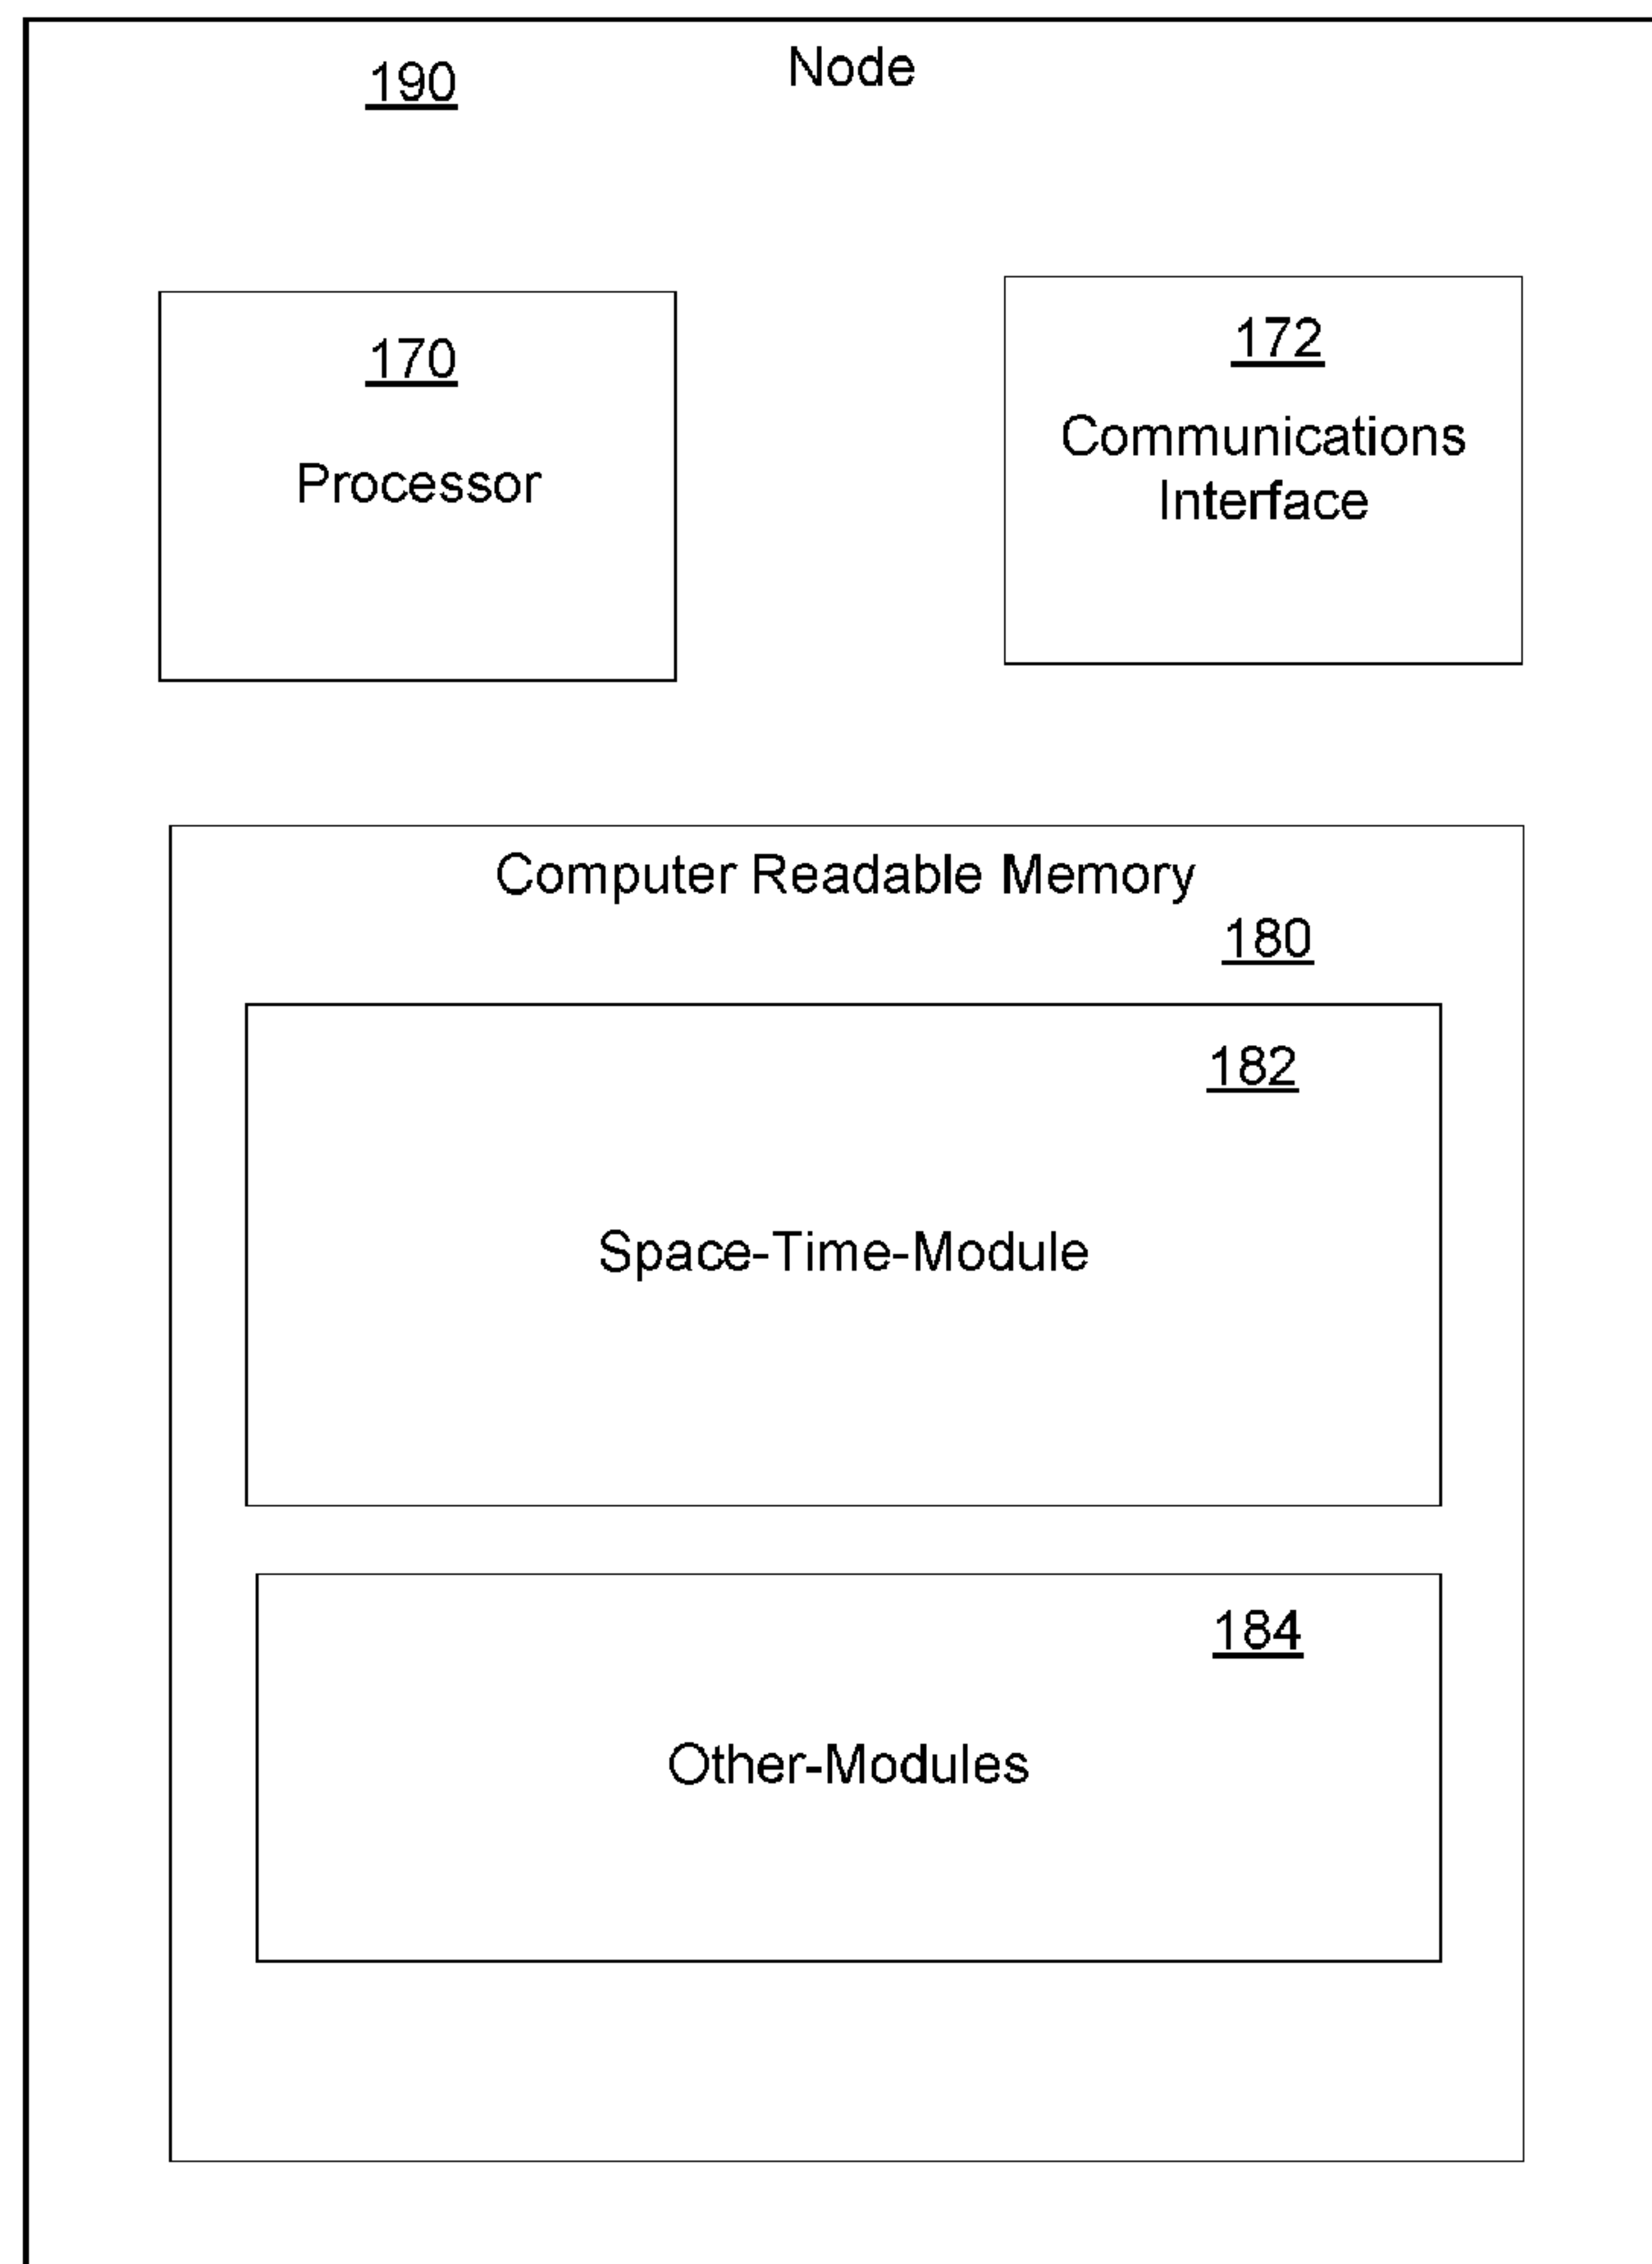 Node
190
170
Processor
172
Communications
Interface
Computer Readable Memory
180
182
Space-Time-Module
184
Other-Modules